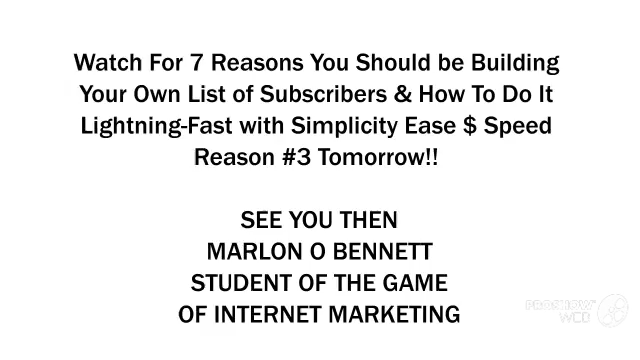 Watch For 7 Reasons You Should be Building
Your Own List of Subscribers & How To Do It
Lightning-Fast with Simplicity Ease $ Speed
Reason #3 Tomorrow!!
SEE YOU THEN
MARLON O BENNETT
STUDENT OF THE GAME
OF INTERNET MARKETING
PROSHOW
WEB